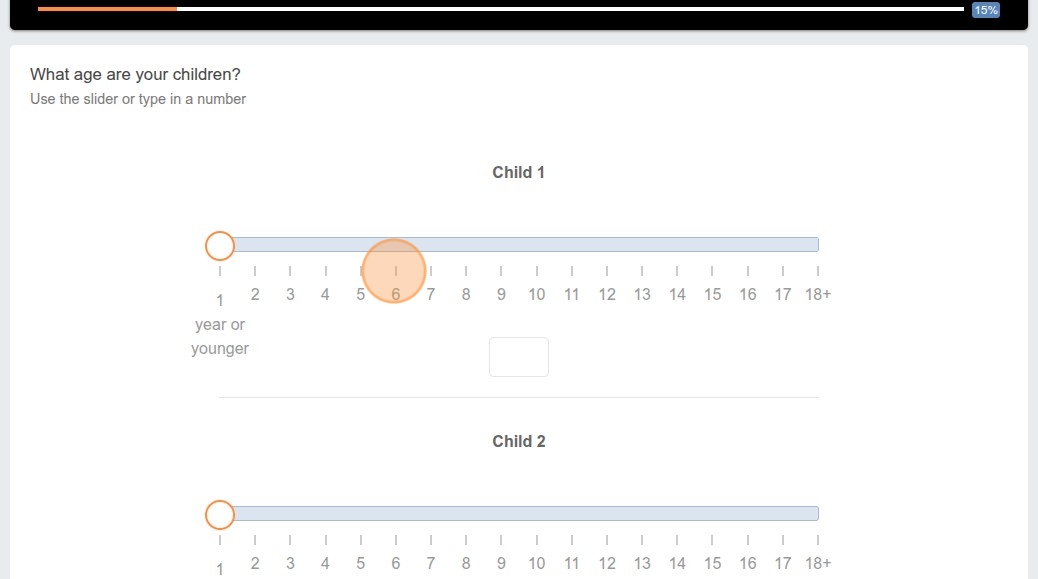 15%
What age are your children?
Use the slider or type in a number
Child 1
1 2 3 4 5 6 7 8 9 10 11 12 13 14 15 16 17 18+
year or
younger
Child 2
1 2 3 4 5 6 7 8 9 10 11 12 13 14 15 16 17 18+